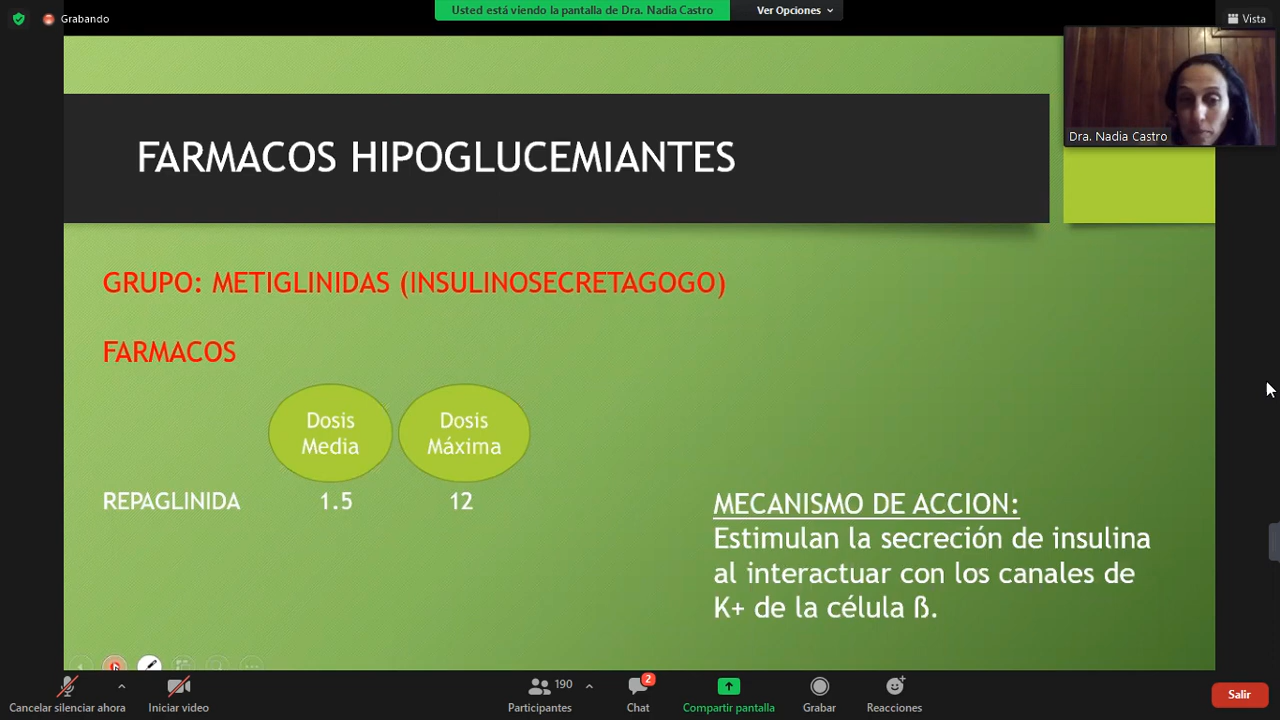 Grabando
Usted está viendo la pantalla de Dra. Nadia Castro
Ver Opciones
Vista
Dra. Nadia Castro
FARMACOS HIPOGLUCEMIANTES
GRUPO: METIGLINIDAS (INSULINOSECRETAGOGO)
FARMACOS
Dosis
Media
Dosis
Máxima
REPAGLINIDA 1.5 12
MECANISMO DE ACCION:
Estimulan la secreción de insulina
al interactuar con los canales de
K+ de la célula ß.
Cancelar silenciar ahora
Iniciar video
190
Participantes
2
Chat
Compartir pantalla
Grabar
Reacciones
Salir